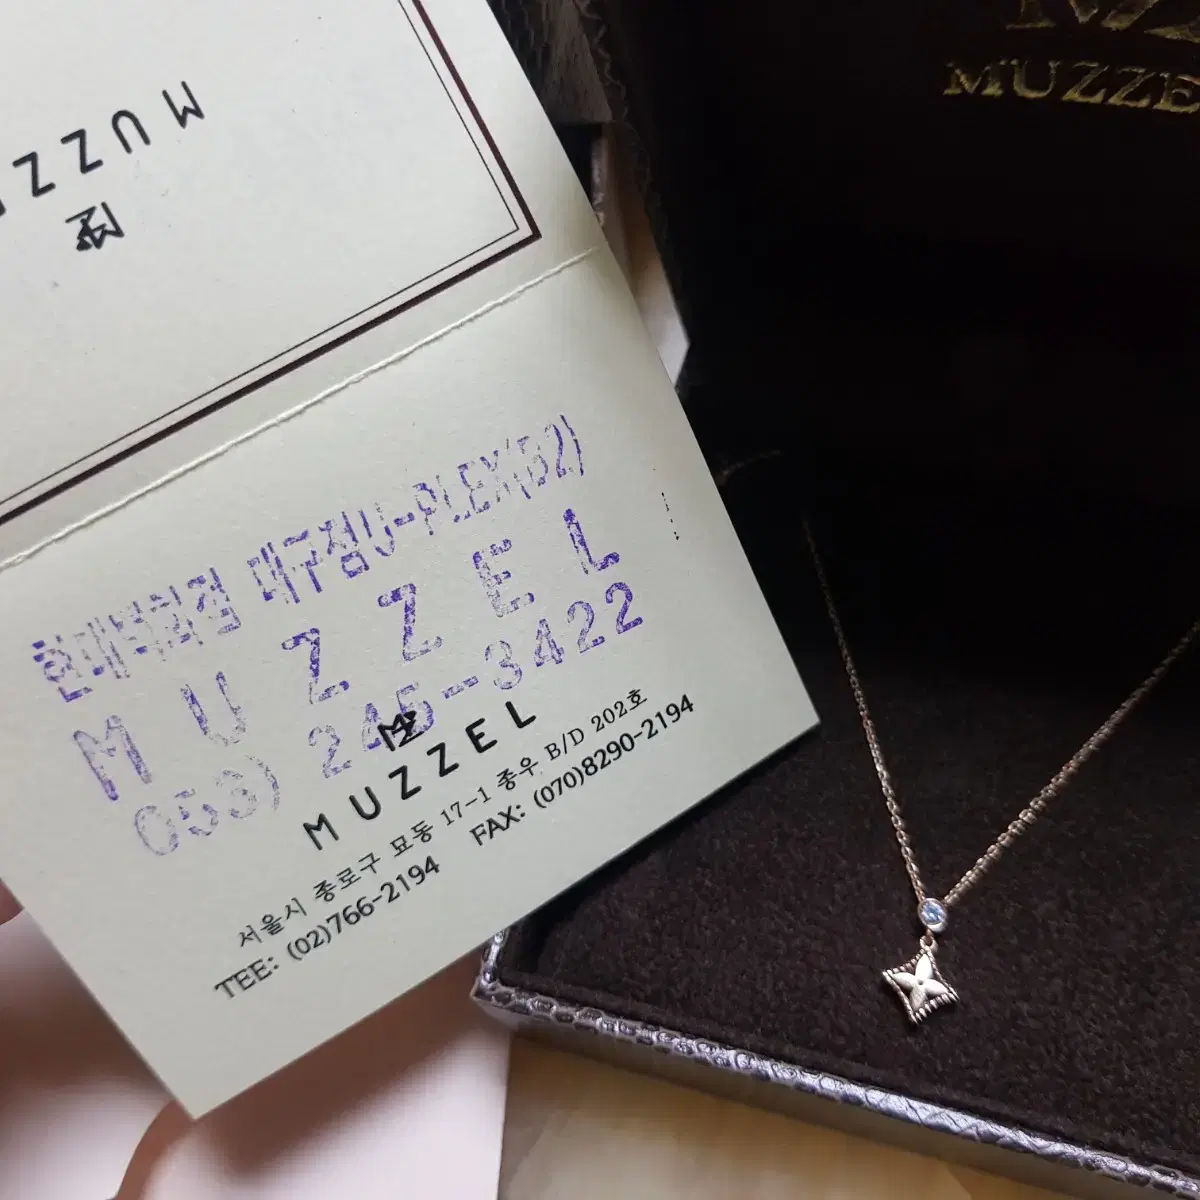 MUZZ
MUZZE
현대백화점 대구점U-PLEX(B2)
MUZZEL
053) 245-3422
MUZZEL
서울시 종로구 묘동 17-1 종우 B/D 202호
TEE: (02)766-2194 FAX: (070)8290-2194